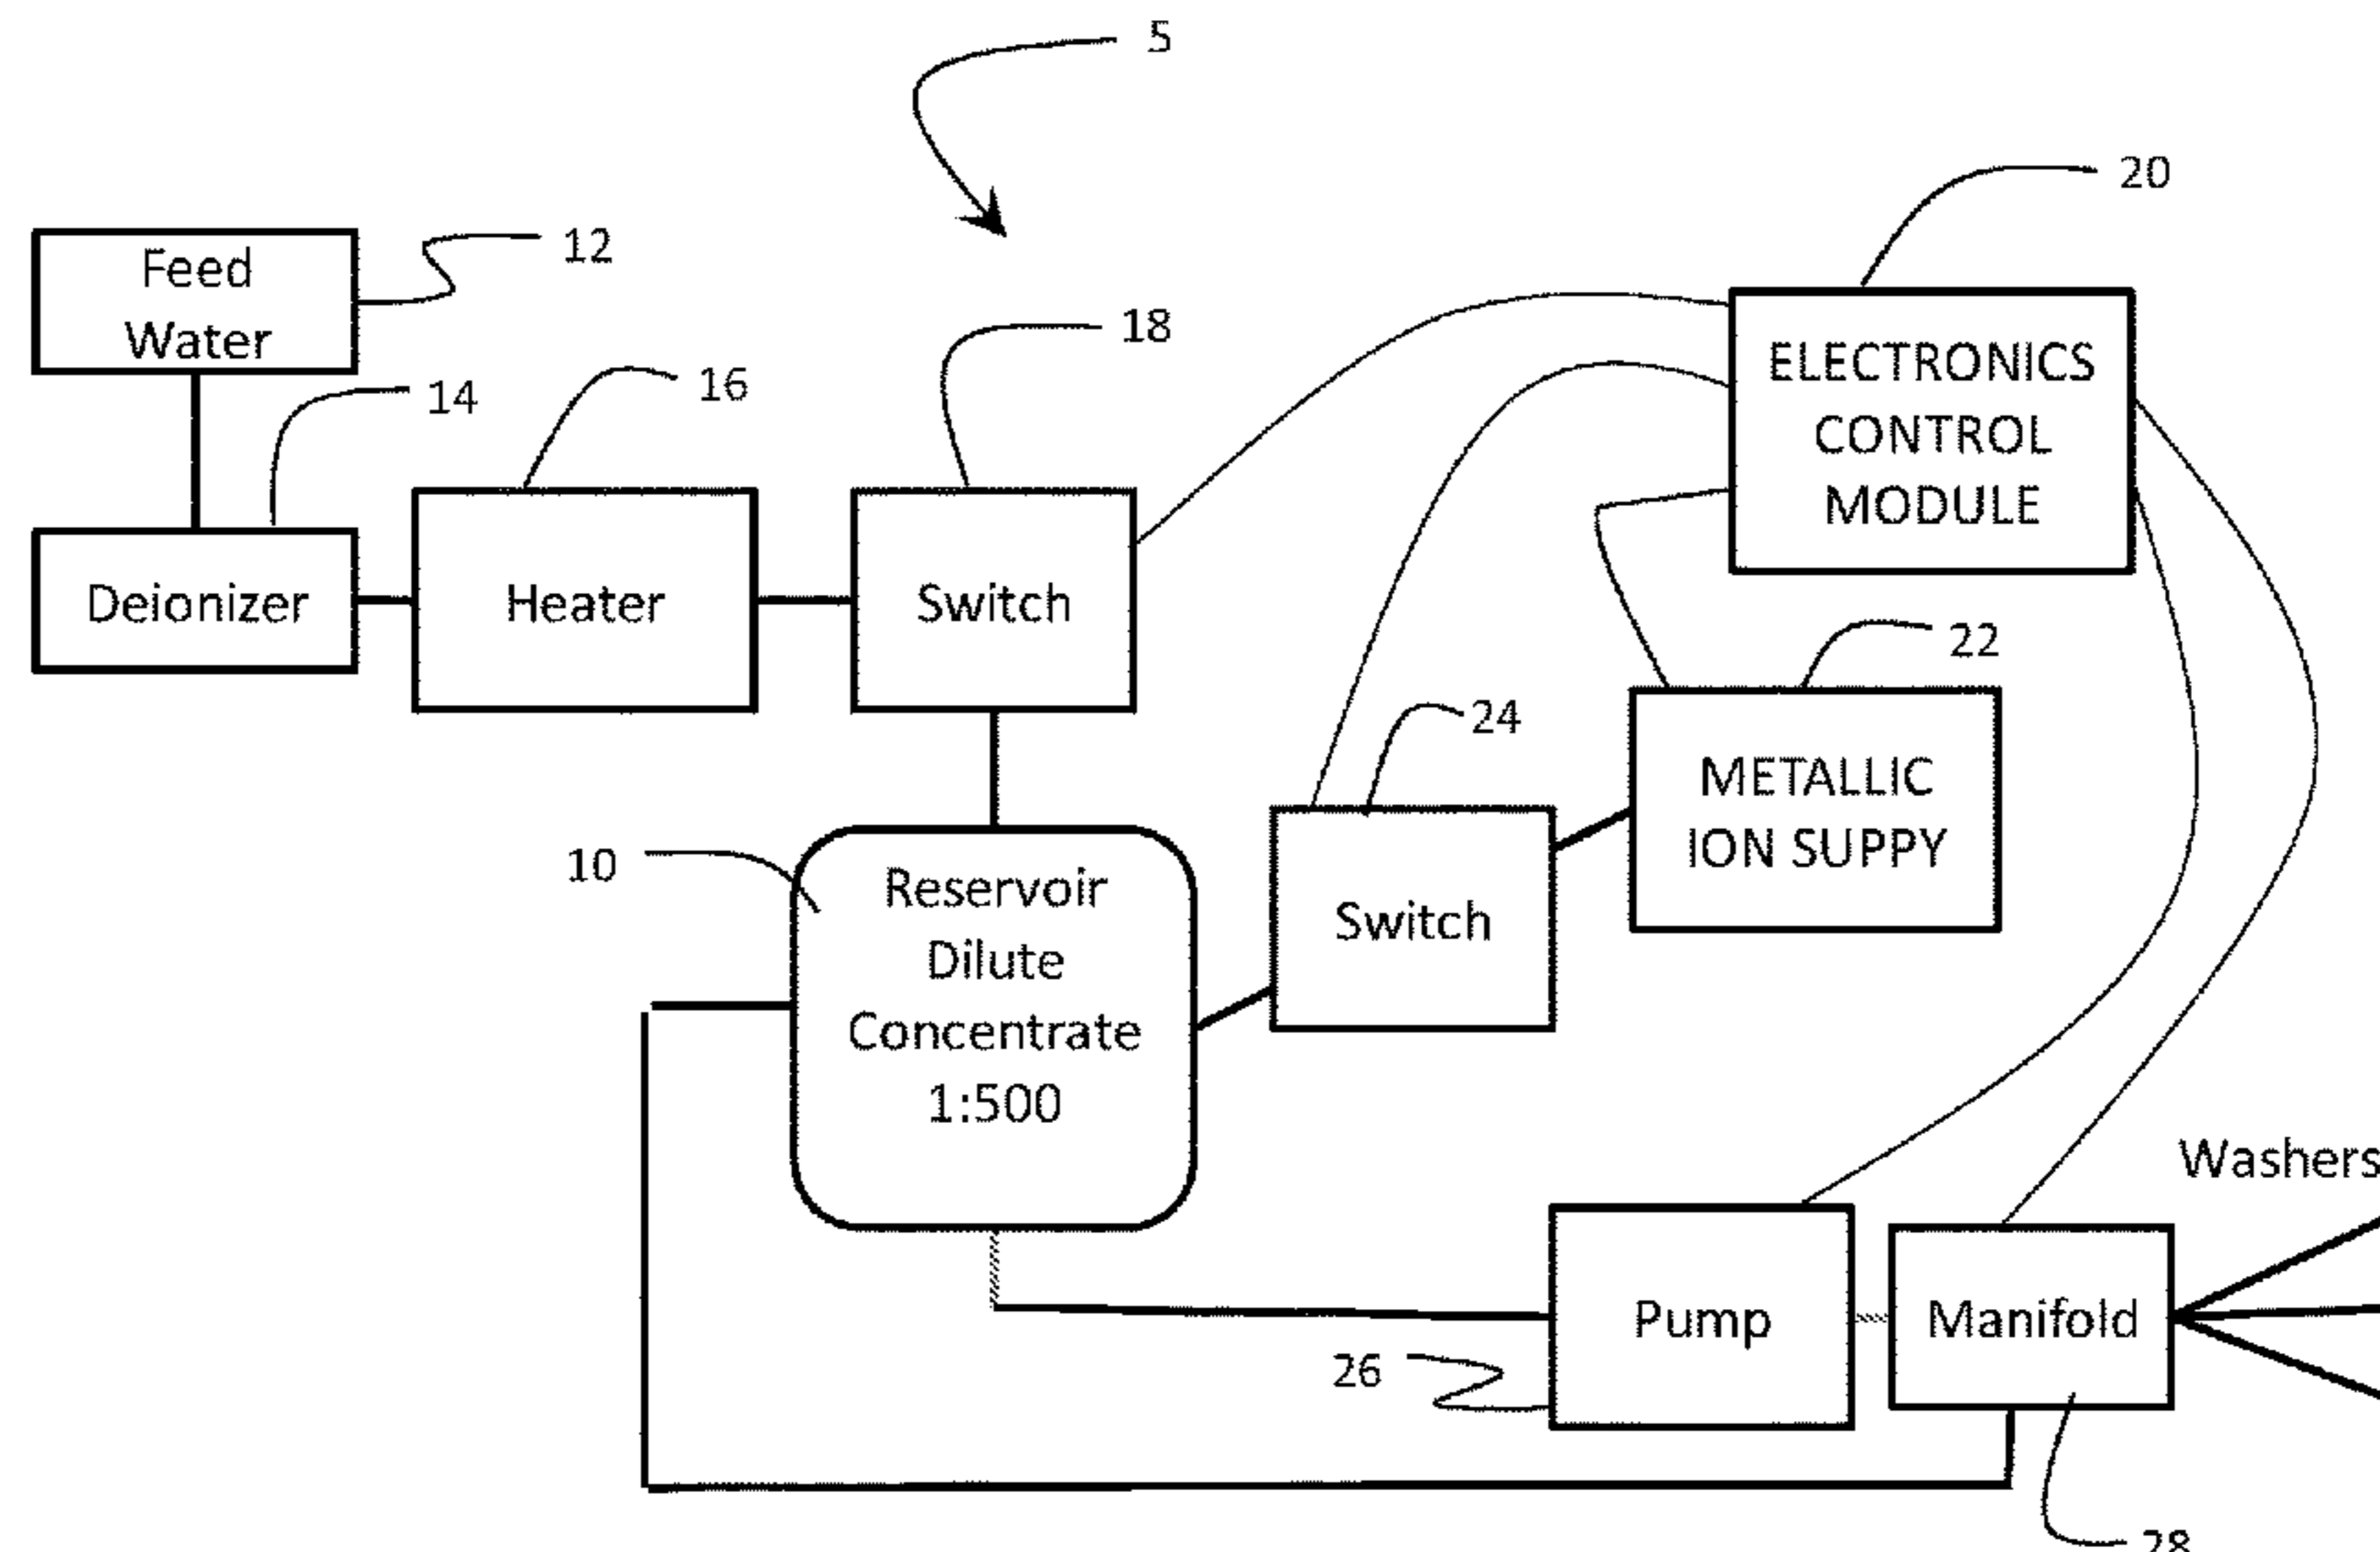 5
20
Feed
Water
12
18
14
16
ELECTRONICS
CONTROL
MODULE
Deionizer
Heater
Switch
22
24
METALLIC
ION SUPPY
10
Reservoir
Dilute
Concentrate
1:500
Switch
Washers
Pump
Manifold
26
28